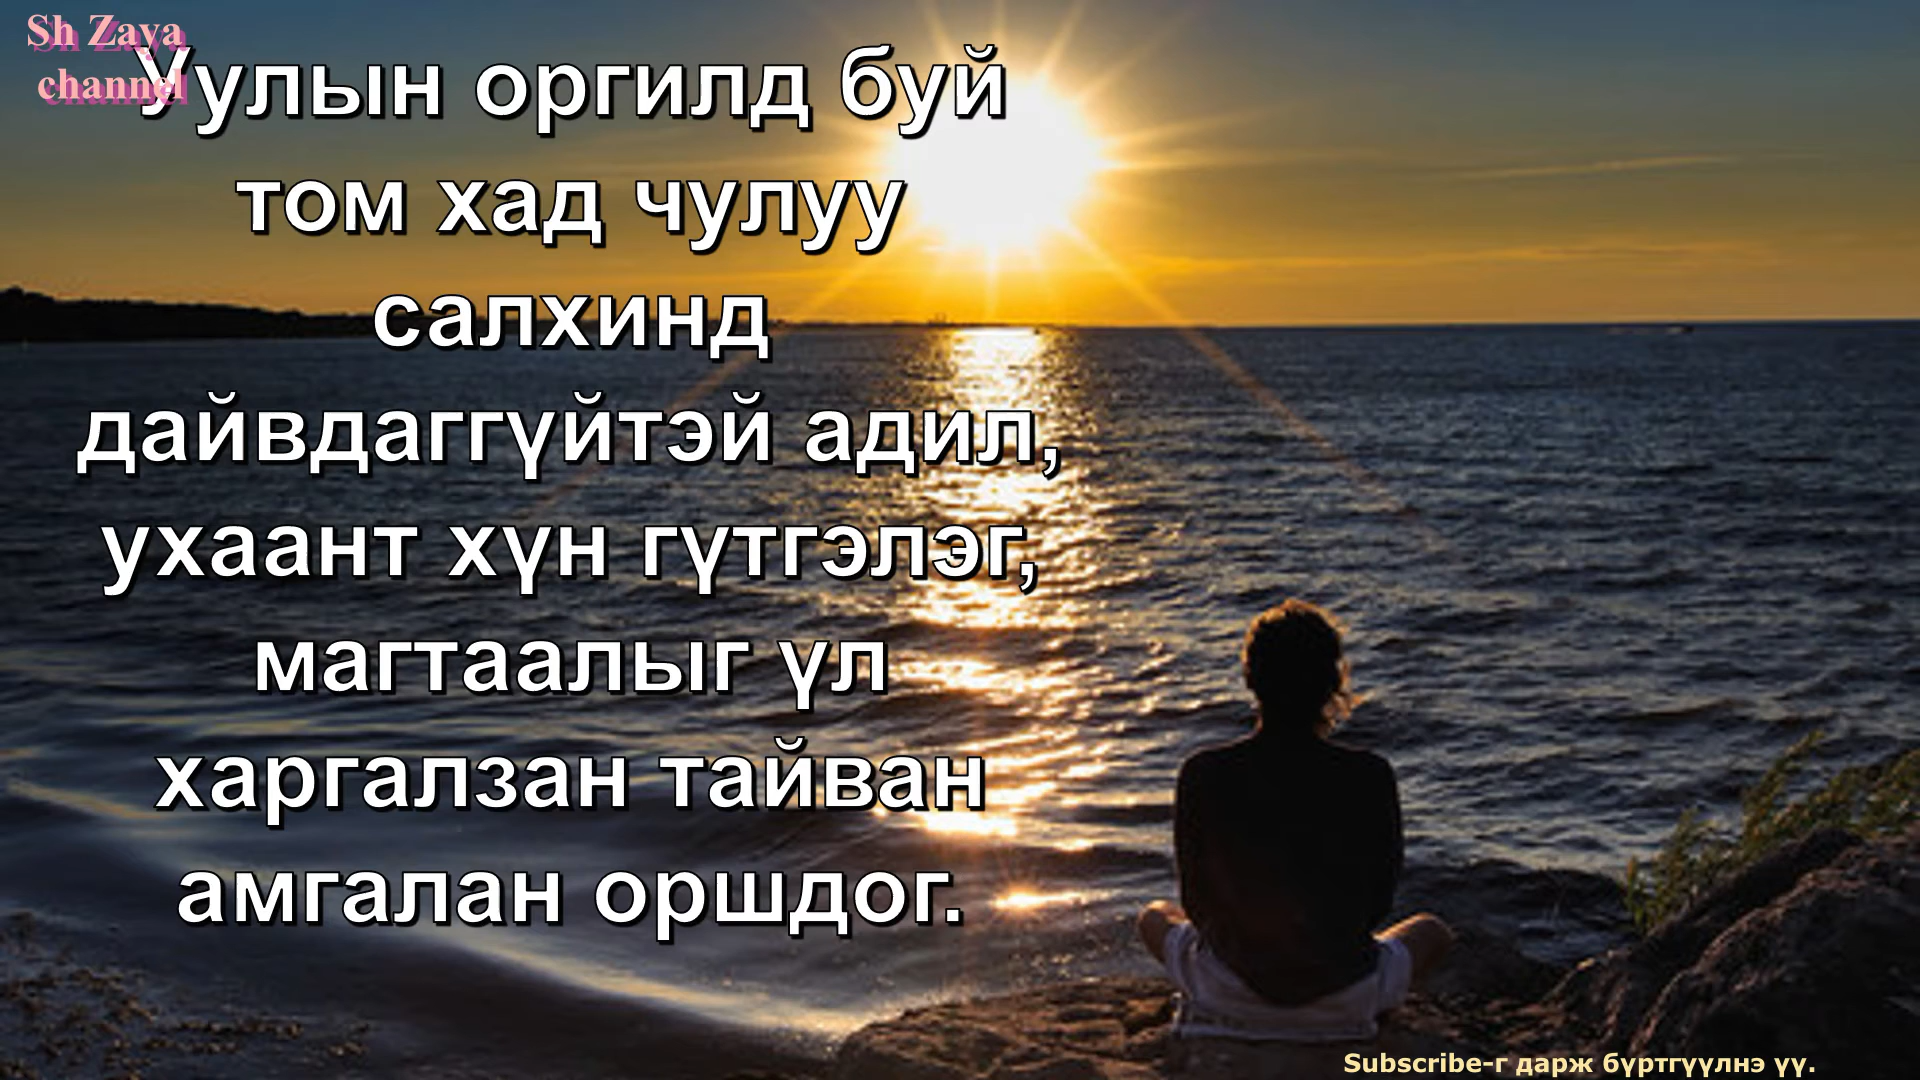 Sh Zaya
channel
Уулын оргилд буй
том хад чулуу
салхинд
дайвдаггүйтэй адил,
ухаант хүн гүтгэлэг,
магтаалыг үл
харгалзан тайван
амгалан оршдог.
Subscribe-г дарж бүртгүүлнэ үү.